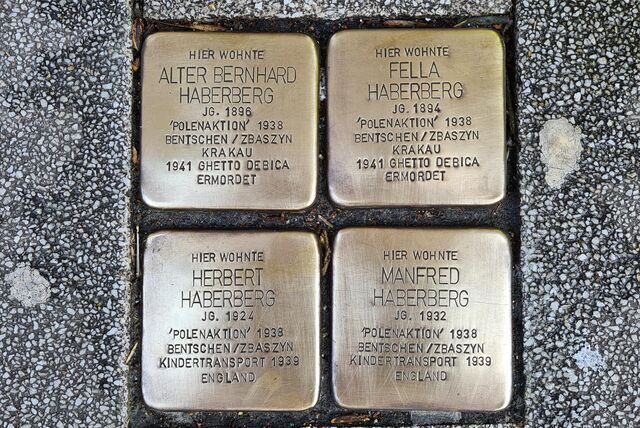 HIER WOHNTE
ALTER BERNHARD
HABERBERG
JG. 1896
'POLENAKTION' 1938
BENTSCHEN/ZBASZYN
KRAKAU
1941 GHETTO DEBICA
ERMORDET
HIER WOHNTE
FELLA
HABERBERG
JG. 1894
'POLENAKTION' 1938
BENTSCHEN/ZBASZYN
KRAKAU
1941 GHETTO DEBICA
ERMORDET
HIER WOHNTE
HERBERT
HABERBERG
JG. 1924
'POLENAKTION' 1938
BENTSCHEN/ZBASZYN
KINDERTRANSPORT 1939
ENGLAND
HIER WOHNTE
MANFRED
HABERBERG
JG. 1932
'POLENAKTION' 1938
BENTSCHEN/ZBASZYN
KINDERTRANSPORT 1939
ENGLAND